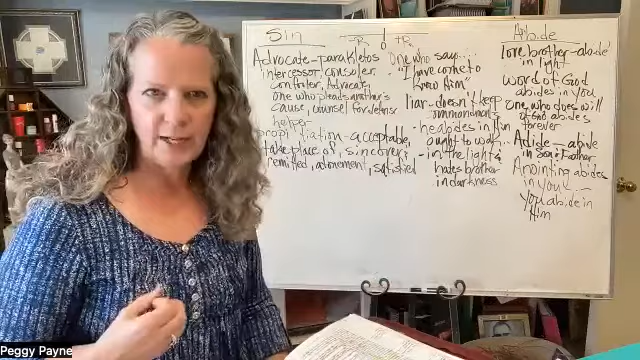 Sin
-R 0 +R
Advocate-parakletos
intercessor, consoler
comforter, Advocate
one who pleads another's
cause, counsel for defense
helper
propitiation-acceptable,
take place of, sin cover,
remitted, atonement, satisfied
One who says....
"I have come to
know Him"
liar-doesn't keep
commandments
-he abides in Him
ought to walk..
-in the light &
hates brother
in darkness
Abide
love brother-abide
in light
word of God
abides in you
one who does will
of God abides
forever
Abide-abide
in Son & Father
Anointing abides
in you....
You abide in
Him
Peggy Payne